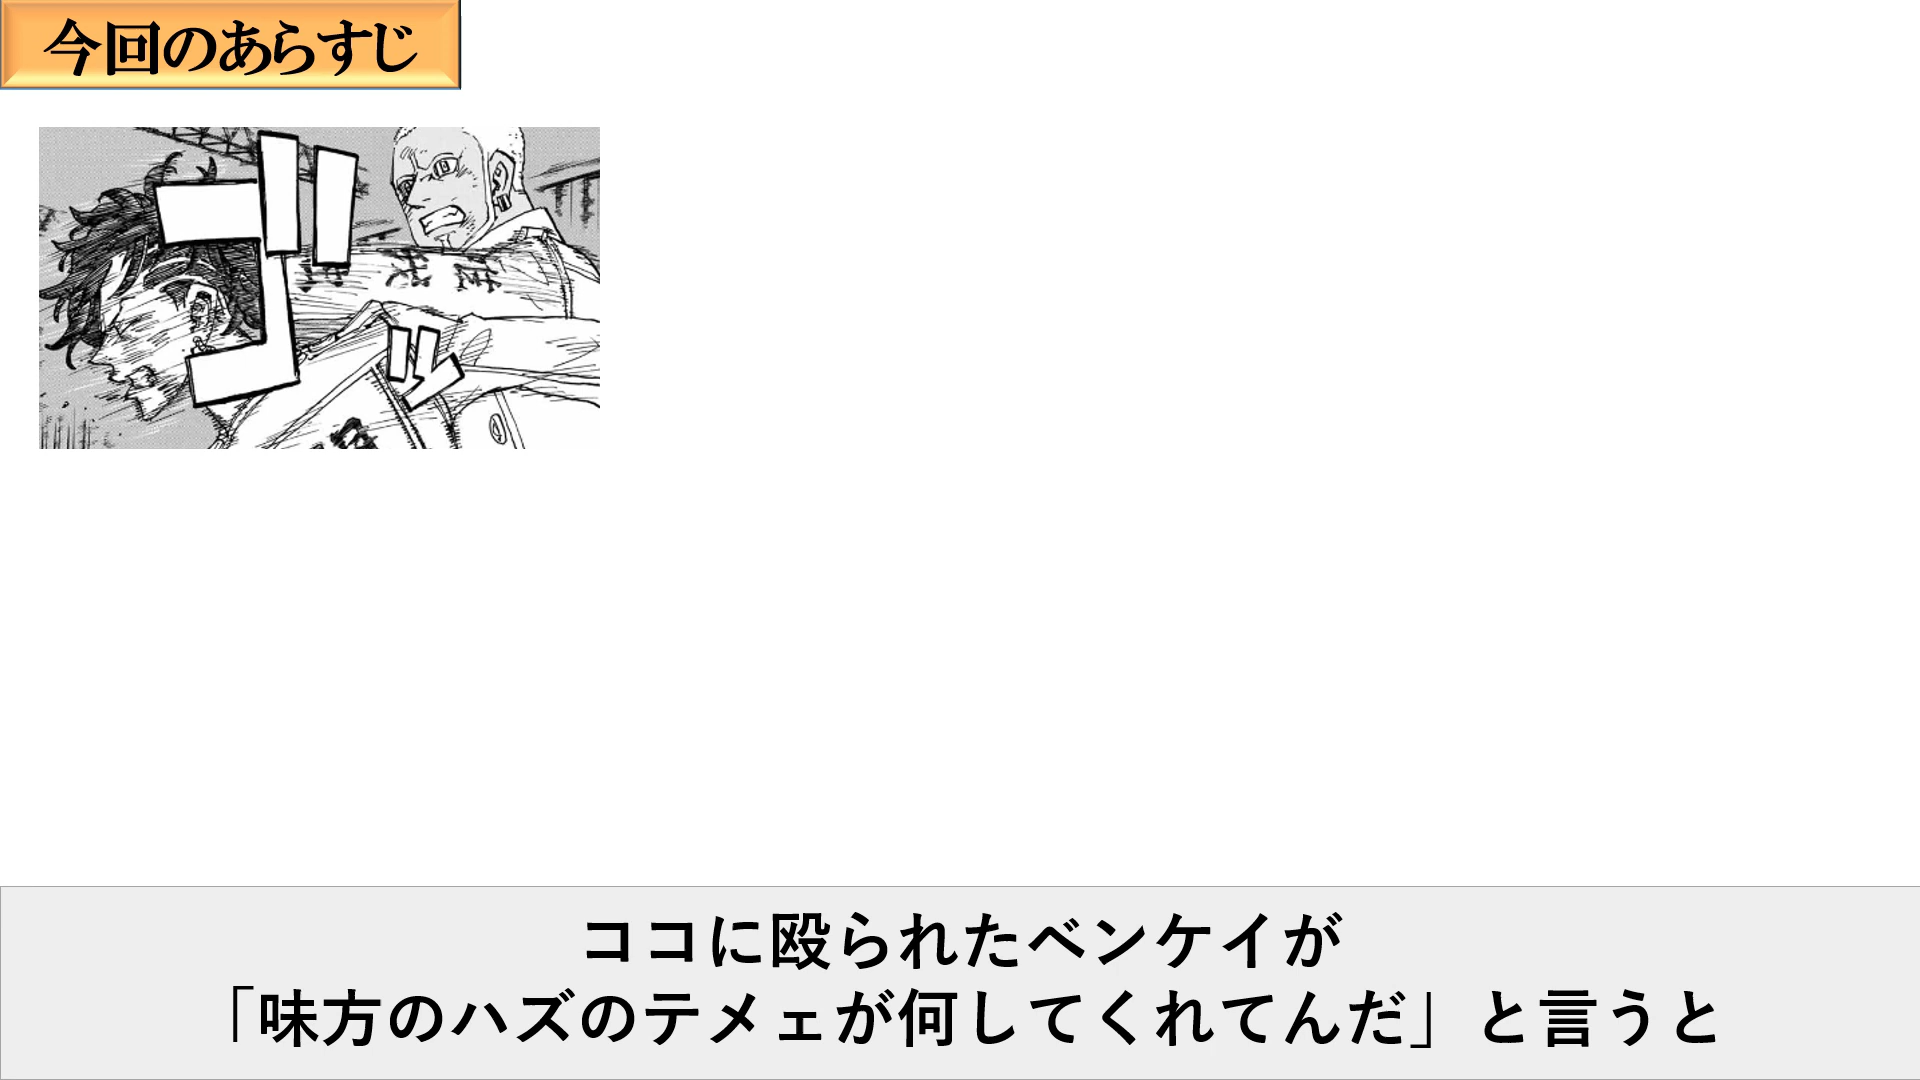 今回のあらすじ
ゴッ
ココに殴られたベンケイが
「味方のハズのテメェが何してくれてんだ」と言うと